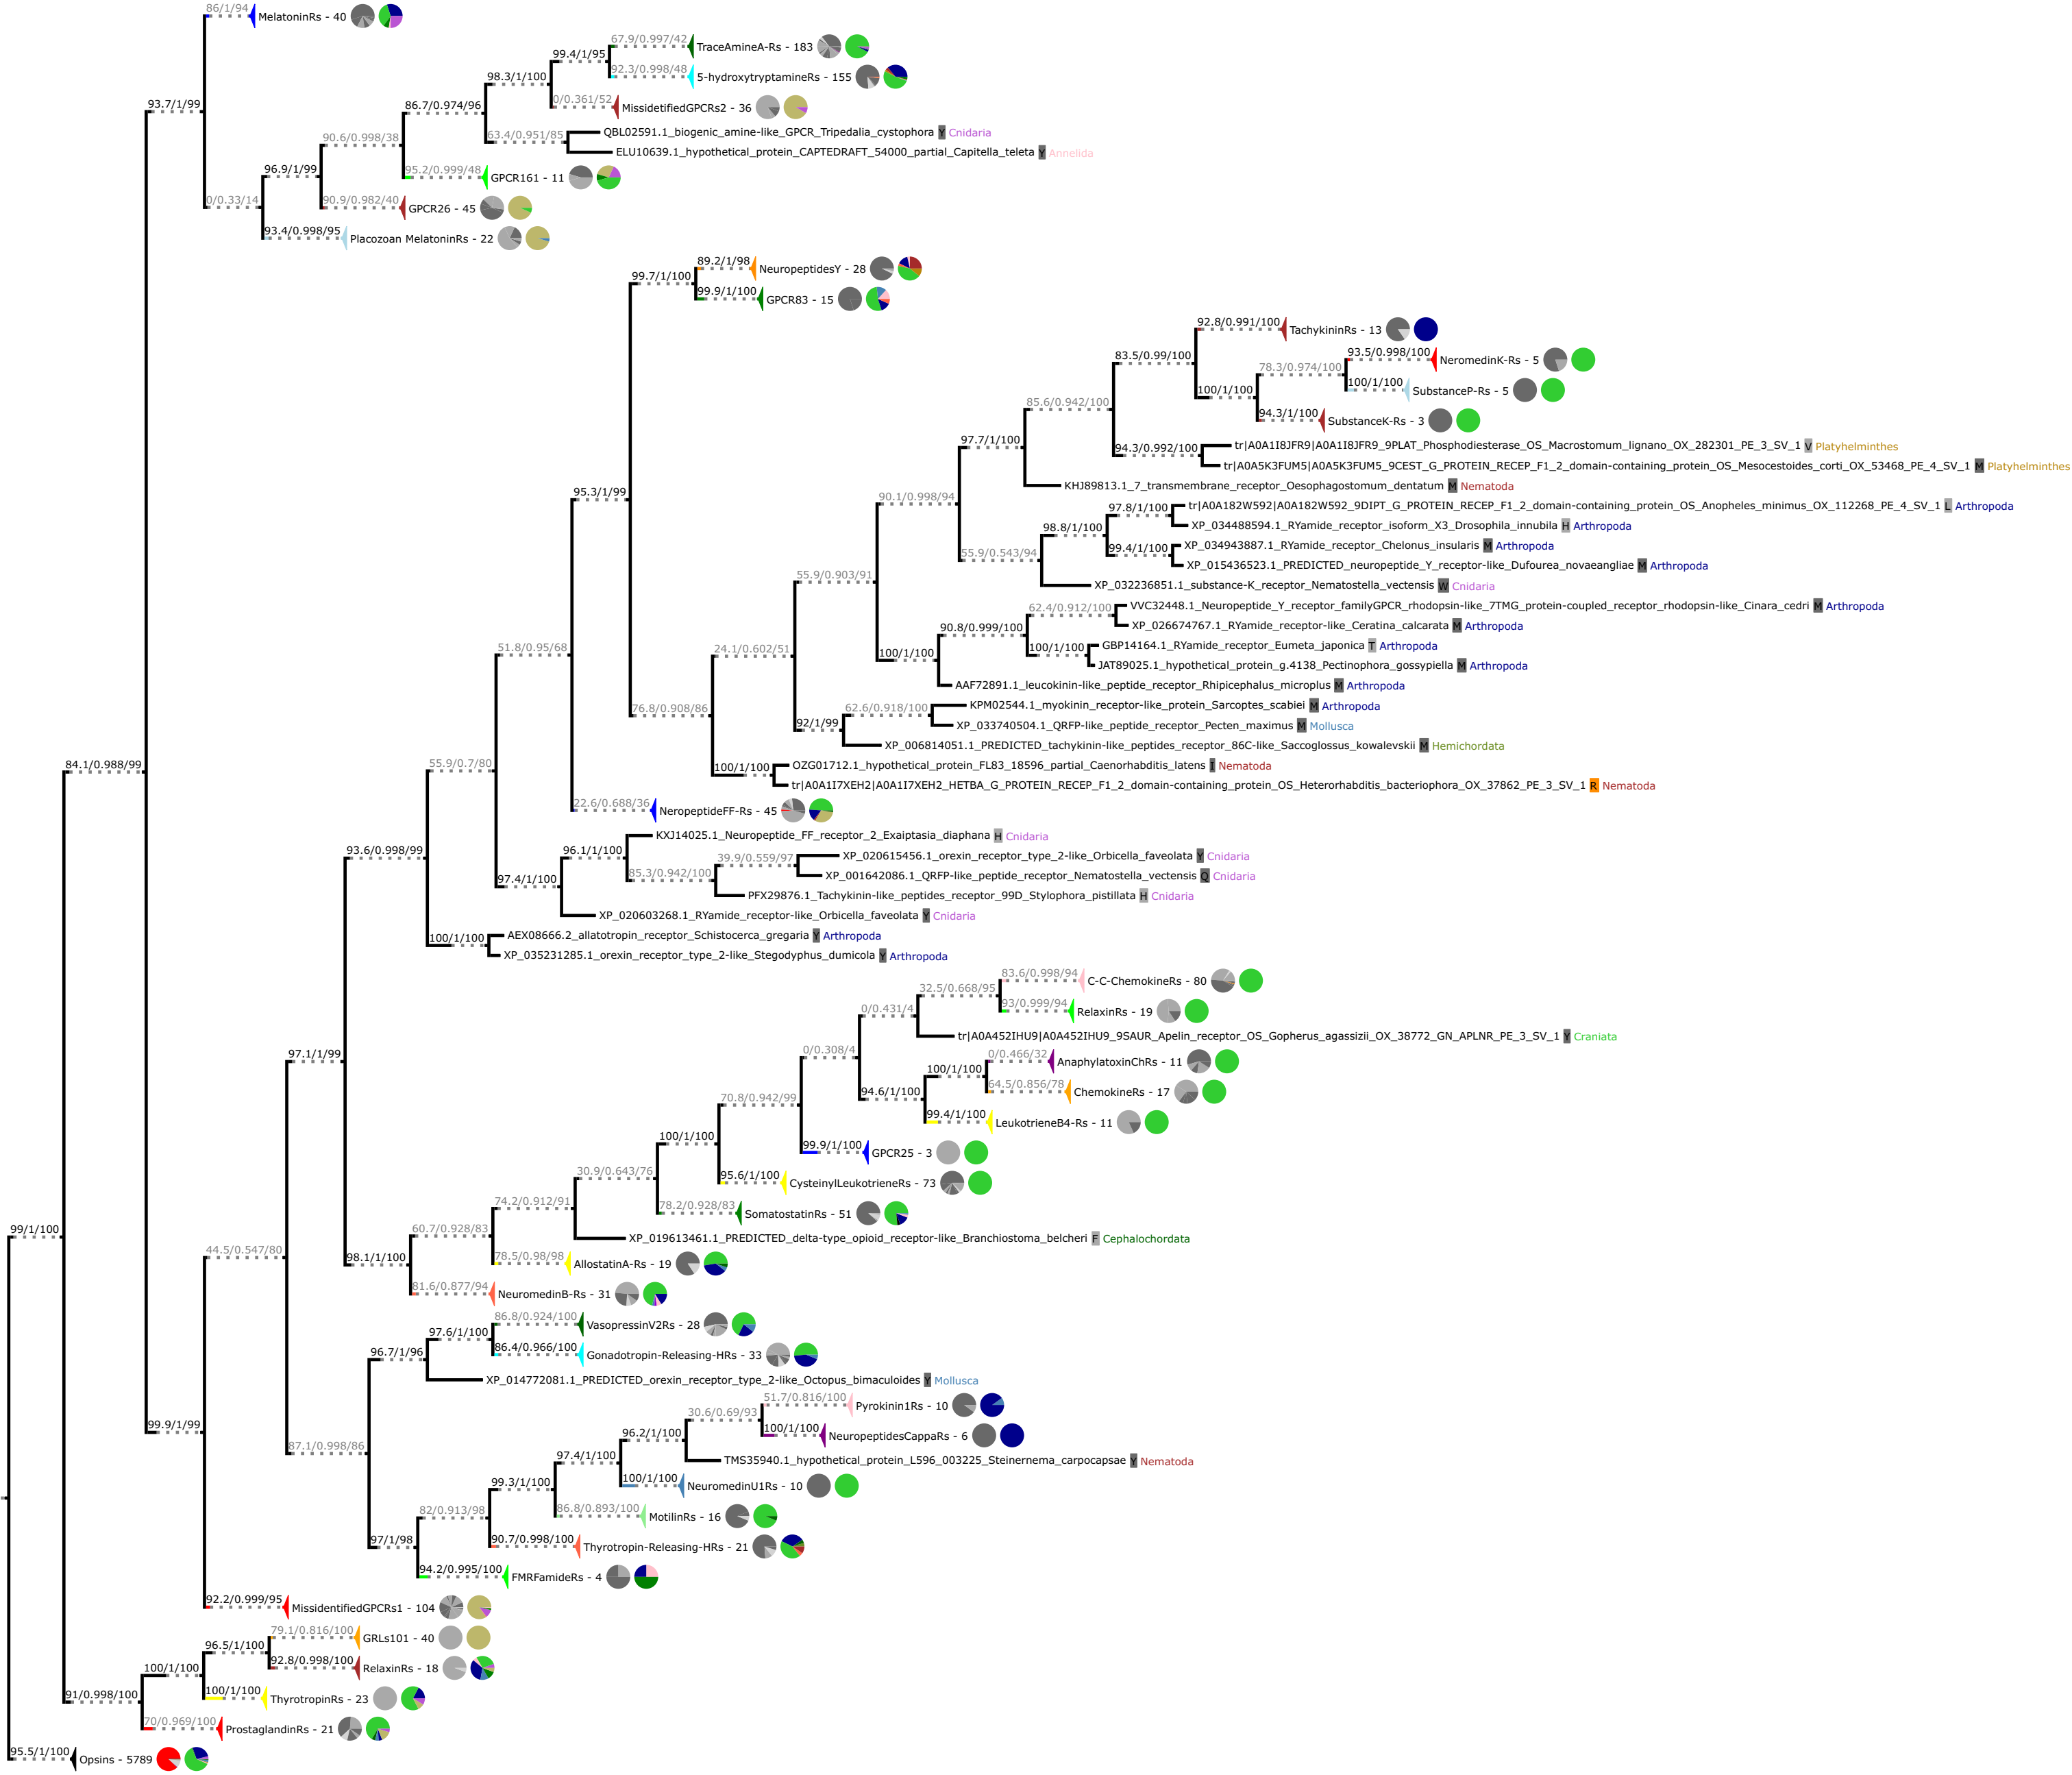 86/1/94
MelatoninRs - 40
67.9/0.997/42
TraceAmineA-Rs - 183
99.4/1/95
92.3/0.998/48
5-hydroxytryptamineRs - 155
98.3/1/100
0/0.361/52
MissidetifiedGPCRs2 - 36
93.7/1/99
86.7/0.974/96
QBL02591.1_biogenic_amine-like_GPCR_Tripedalia_cystophora Y Cnidaria
63.4/0.951/85
90.6/0.998/38
ELU10639.1_hypothetical_protein_CAPTEDRAFT_54000_partial_Capitella_teleta Y Annelida
96.9/1/99
95.2/0.999/48
GPCR161 - 11
0/0.33/14
90.9/0.982/40
GPCR26 - 45
93.4/0.998/95
Placozoan MelatoninRs - 22
89.2/1/98
NeuropeptidesY - 28
99.7/1/100
99.9/1/100
GPCR83 - 15
92.8/0.991/100
TachykininRs - 13
83.5/0.99/100
93.5/0.998/100
NeromedinK-Rs - 5
78.3/0.974/100
100/1/100
SubstanceP-Rs - 5
100/1/100
85.6/0.942/100
94.3/1/100
SubstanceK-Rs - 3
97.7/1/100
94.3/0.992/100
tr|A0A1I8JFR9|A0A1I8JFR9_9PLAT_Phosphodiesterase_OS_Macrostomum_lignano_OX_282301_PE_3_SV_1 V Platyhelminthes
tr|A0A5K3FUM5|A0A5K3FUM5_9CEST_G_PROTEIN_RECEP_F1_2_domain-containing_protein_OS_Mesocestoides_corti_OX_53468_PE_4_SV_1 M Platyhelminthes
KHJ89813.1_7_transmembrane_receptor_Oesophagostomum_dentatum M Nematoda
90.1/0.998/94
95.3/1/99
97.8/1/100
tr|A0A182W592|A0A182W592_9DIPT_G_PROTEIN_RECEP_F1_2_domain-containing_protein_OS_Anopheles_minimus_OX_112268_PE_4_SV_1 L Arthropoda
98.8/1/100
XP_034488594.1_RYamide_receptor_isoform_X3_Drosophila_innubila H Arthropoda
99.4/1/100
XP_034943887.1_RYamide_receptor_Chelonus_insularis M Arthropoda
55.9/0.543/94
XP_015436523.1_PREDICTED_neuropeptide_Y_receptor-like_Dufourea_novaeangliae M Arthropoda
55.9/0.903/91
XP_032236851.1_substance-K_receptor_Nematostella_vectensis W Cnidaria
62.4/0.912/100
VVC32448.1_Neuropeptide_Y_receptor_familyGPCR_rhodopsin-like_7TMG_protein-coupled_receptor_rhodopsin-like_Cinara_cedri M Arthropoda
90.8/0.999/100
XP_026674767.1_RYamide_receptor-like_Ceratina_calcarata M Arthropoda
100/1/100
GBP14164.1_RYamide_receptor_Eumeta_japonica T Arthropoda
51.8/0.95/68
24.1/0.602/51
100/1/100
JAT89025.1_hypothetical_protein_g.4138_Pectinophora_gossypiella M Arthropoda
AAF72891.1_leucokinin-like_peptide_receptor_Rhipicephalus_microplus M Arthropoda
76.8/0.908/86
62.6/0.918/100
KPM02544.1_myokinin_receptor-like_protein_Sarcoptes_scabiei M Arthropoda
92/1/99
XP_033740504.1_QRFP-like_peptide_receptor_Pecten_maximus M Mollusca
XP_006814051.1_PREDICTED_tachykinin-like_peptides_receptor_86C-like_Saccoglossus_kowalevskii M Hemichordata
84.1/0.988/99
55.9/0.7/80
100/1/100
OZG01712.1_hypothetical_protein_FL83_18596_partial_Caenorhabditis_latens I Nematoda
tr|A0A1I7XEH2|A0A1I7XEH2_HETBA_G_PROTEIN_RECEP_F1_2_domain-containing_protein_OS_Heterorhabditis_bacteriophora_OX_37862_PE_3_SV_1 R Nematoda
22.6/0.688/36
NeropeptideFF-Rs - 45
KXJ14025.1_Neuropeptide_FF_receptor_2_Exaiptasia_diaphana H Cnidaria
93.6/0.998/99
96.1/1/100
39.9/0.559/97
XP_020615456.1_orexin_receptor_type_2-like_Orbicella_faveolata Y Cnidaria
97.4/1/100
85.3/0.942/100
XP_001642086.1_QRFP-like_peptide_receptor_Nematostella_vectensis Q Cnidaria
PFX29876.1_Tachykinin-like_peptides_receptor_99D_Stylophora_pistillata H Cnidaria
XP_020603268.1_RYamide_receptor-like_Orbicella_faveolata Y Cnidaria
100/1/100
AEX08666.2_allatotropin_receptor_Schistocerca_gregaria Y Arthropoda
XP_035231285.1_orexin_receptor_type_2-like_Stegodyphus_dumicola Y Arthropoda
83.6/0.998/94
C-C-ChemokineRs - 80
32.5/0.668/95
93/0.999/94
RelaxinRs - 19
0/0.431/4
tr|A0A452IHU9|A0A452IHU9_9SAUR_Apelin_receptor_OS_Gopherus_agassizii_OX_38772_GN_APLNR_PE_3_SV_1 Y Craniata
97.1/1/99
0/0.308/4
0/0.466/32
AnaphylatoxinChRs - 11
100/1/100
64.5/0.856/78
ChemokineRs - 17
94.6/1/100
70.8/0.942/99
99.4/1/100
LeukotrieneB4-Rs - 11
100/1/100
99.9/1/100
GPCR25 - 3
30.9/0.643/76
95.6/1/100
CysteinylLeukotrieneRs - 73
74.2/0.912/91
78.2/0.928/83
SomatostatinRs - 51
99/1/100
60.7/0.928/83
XP_019613461.1_PREDICTED_delta-type_opioid_receptor-like_Branchiostoma_belcheri F Cephalochordata
44.5/0.547/80
98.1/1/100
78.5/0.98/98
AllostatinA-Rs - 19
81.6/0.877/94
NeuromedinB-Rs - 31
86.8/0.924/100
VasopressinV2Rs - 28
97.6/1/100
86.4/0.966/100
Gonadotropin-Releasing-HRs - 33
96.7/1/96
XP_014772081.1_PREDICTED_orexin_receptor_type_2-like_Octopus_bimaculoides Y Mollusca
51.7/0.816/100
Pyrokinin1Rs - 10
99.9/1/99
30.6/0.69/93
100/1/100
NeuropeptidesCappaRs - 6
87.1/0.998/86
96.2/1/100
TMS35940.1_hypothetical_protein_L596_003225_Steinernema_carpocapsae Y Nematoda
97.4/1/100
100/1/100
NeuromedinU1Rs - 10
99.3/1/100
86.8/0.893/100
MotilinRs - 16
82/0.913/98
90.7/0.998/100
Thyrotropin-Releasing-HRs - 21
97/1/98
94.2/0.995/100
FMRFamideRs - 4
92.2/0.999/95
MissidentifiedGPCRs1 - 104
79.1/0.816/100
GRLs101 - 40
96.5/1/100
92.8/0.998/100
RelaxinRs - 18
100/1/100
91/0.998/100
100/1/100
ThyrotropinRs - 23
70/0.969/100
ProstaglandinRs - 21
95.5/1/100
Opsins - 5789